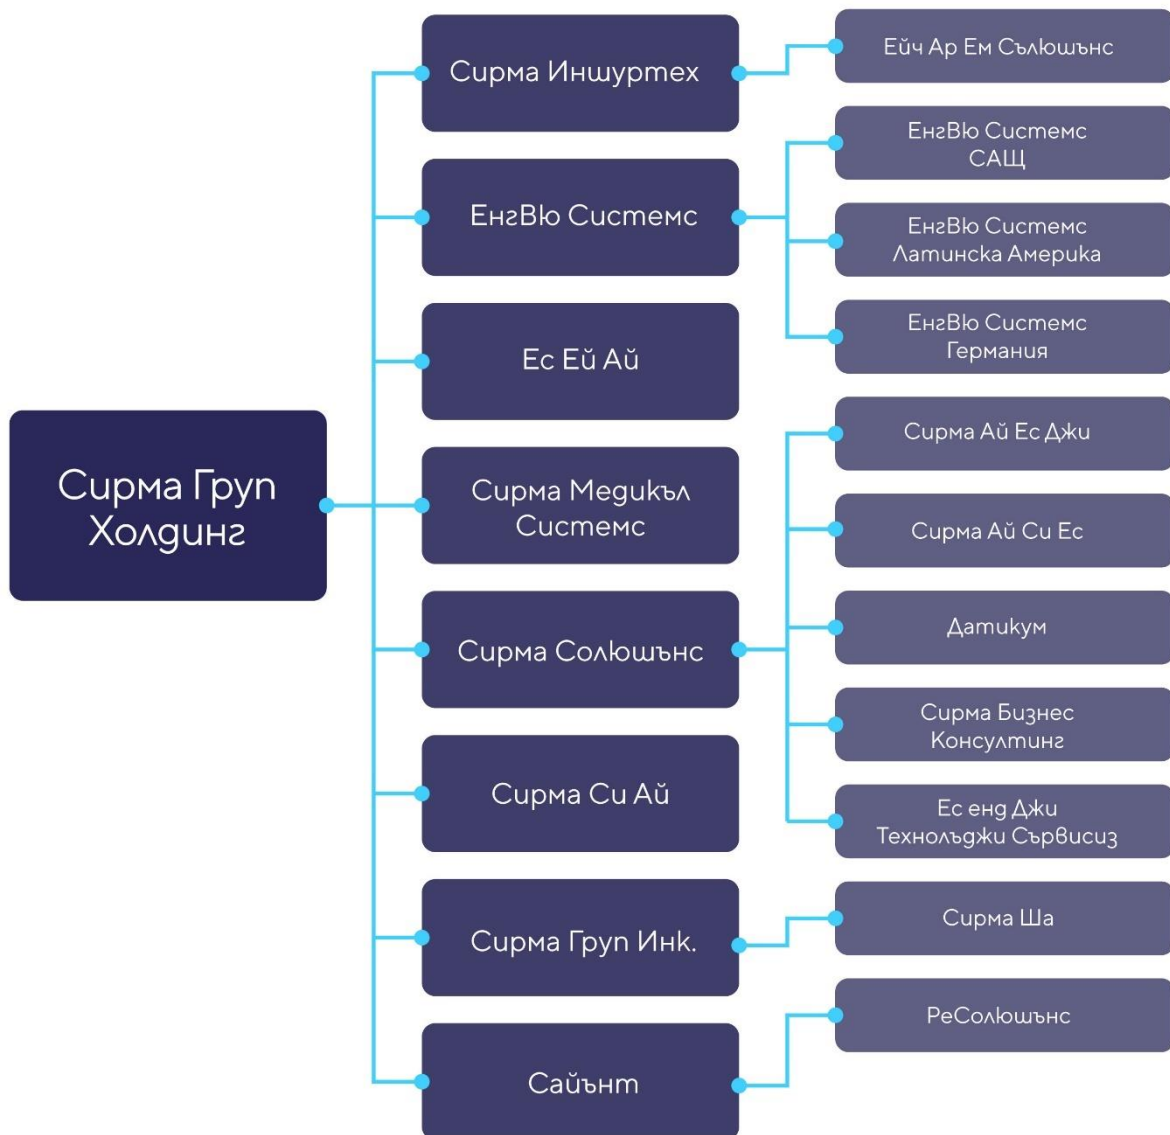 Сирма Груп
Холдинг
Сирма Иншуртех
ЕнгВю Системс
Ес Ей Ай
Сирма Медикъл
Системс
Сирма Солюшънс
Сирма Си Ай
Сирма Груп Инк.
Сайънт
Ейч Ар Ем Сълюшънс
ЕнгВю Системс
САЩ
ЕнгВю Системс
Латинска Америка
ЕнгВю Системс
Германия
Сирма Ай Ес Джи
Сирма Ай Си Ес
Датикум
Сирма Бизнес
Консултинг
Ес енд Джи
Технолъджи Сървисиз
Сирма Ша
РеСолюшънс